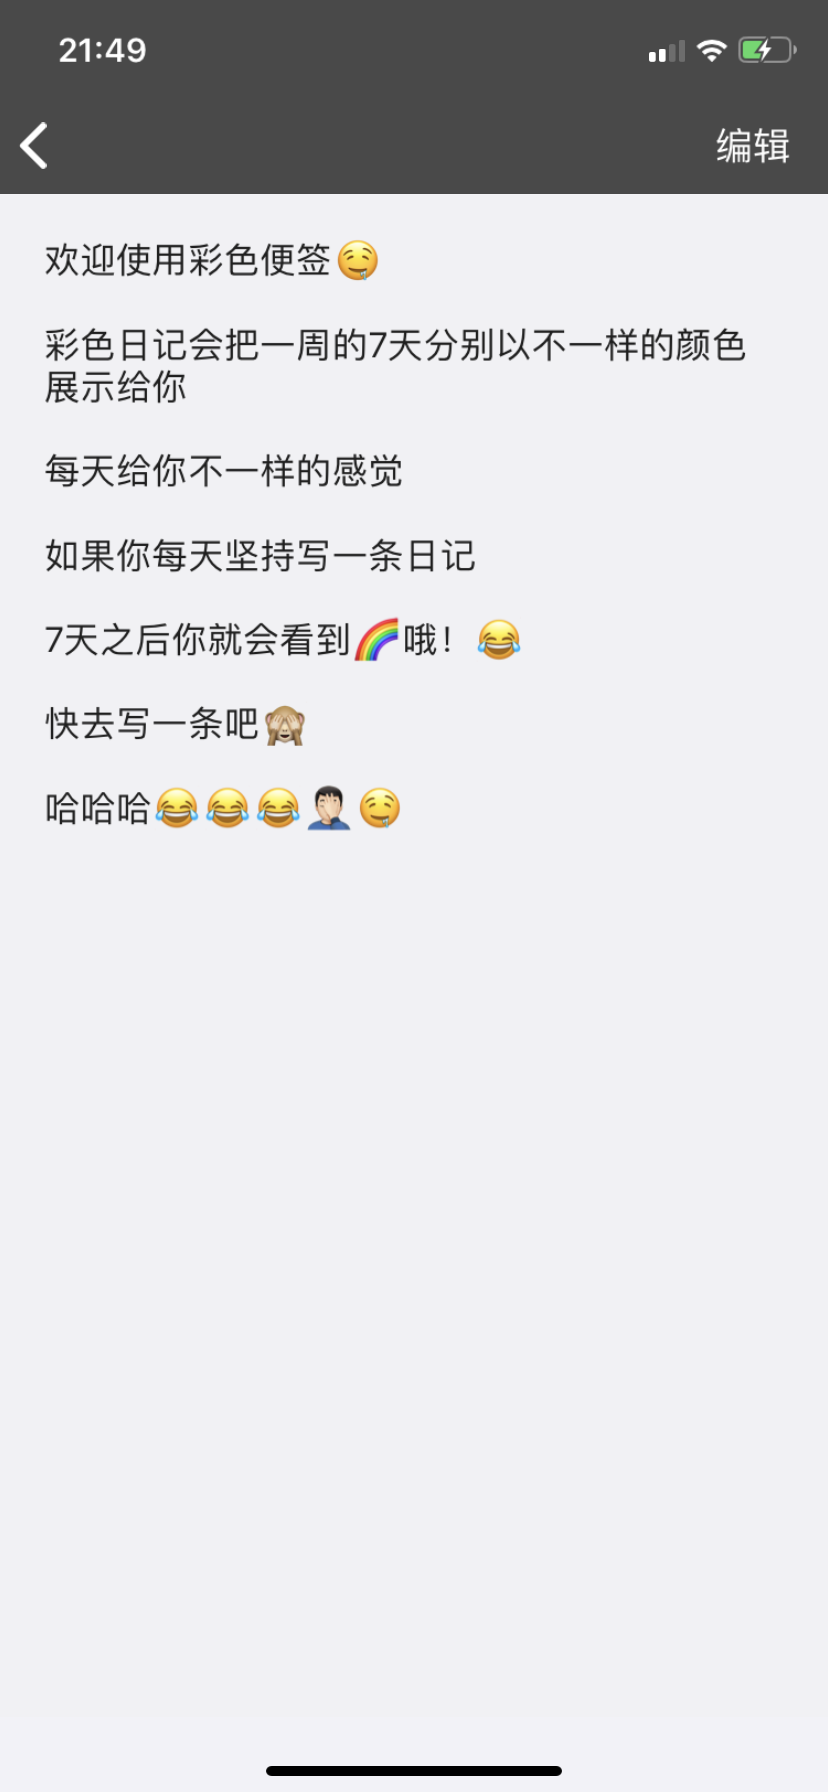 21:49
编辑
欢迎使用彩色便签🤤
彩色日记会把一周的7天分别以不一样的颜色
展示给你
每天给你不一样的感觉
如果你每天坚持写一条日记
7天之后你就会看到🌈哦！😂
快去写一条吧🙈
哈哈哈😂😂😂🤦🏻‍♂️🤤